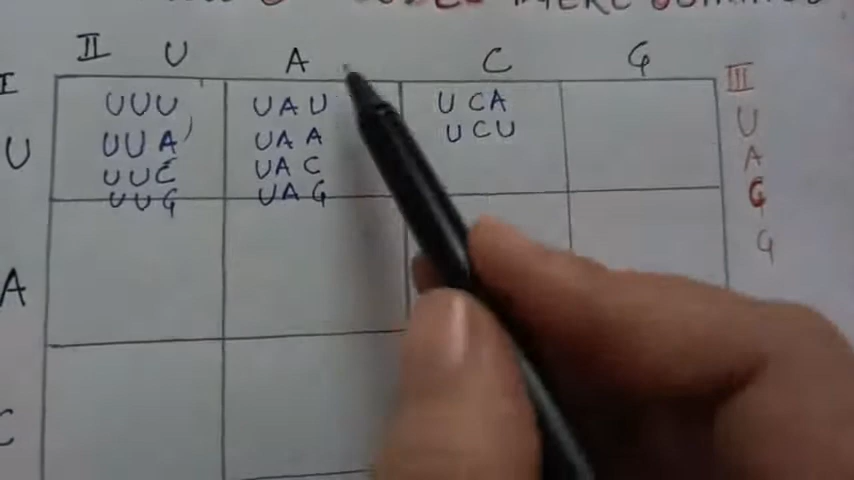 II U A C G III
I
UUU UAU UCA U
U UUA UAA UCU A
UUC UAC G
UUG UAG G
A
C